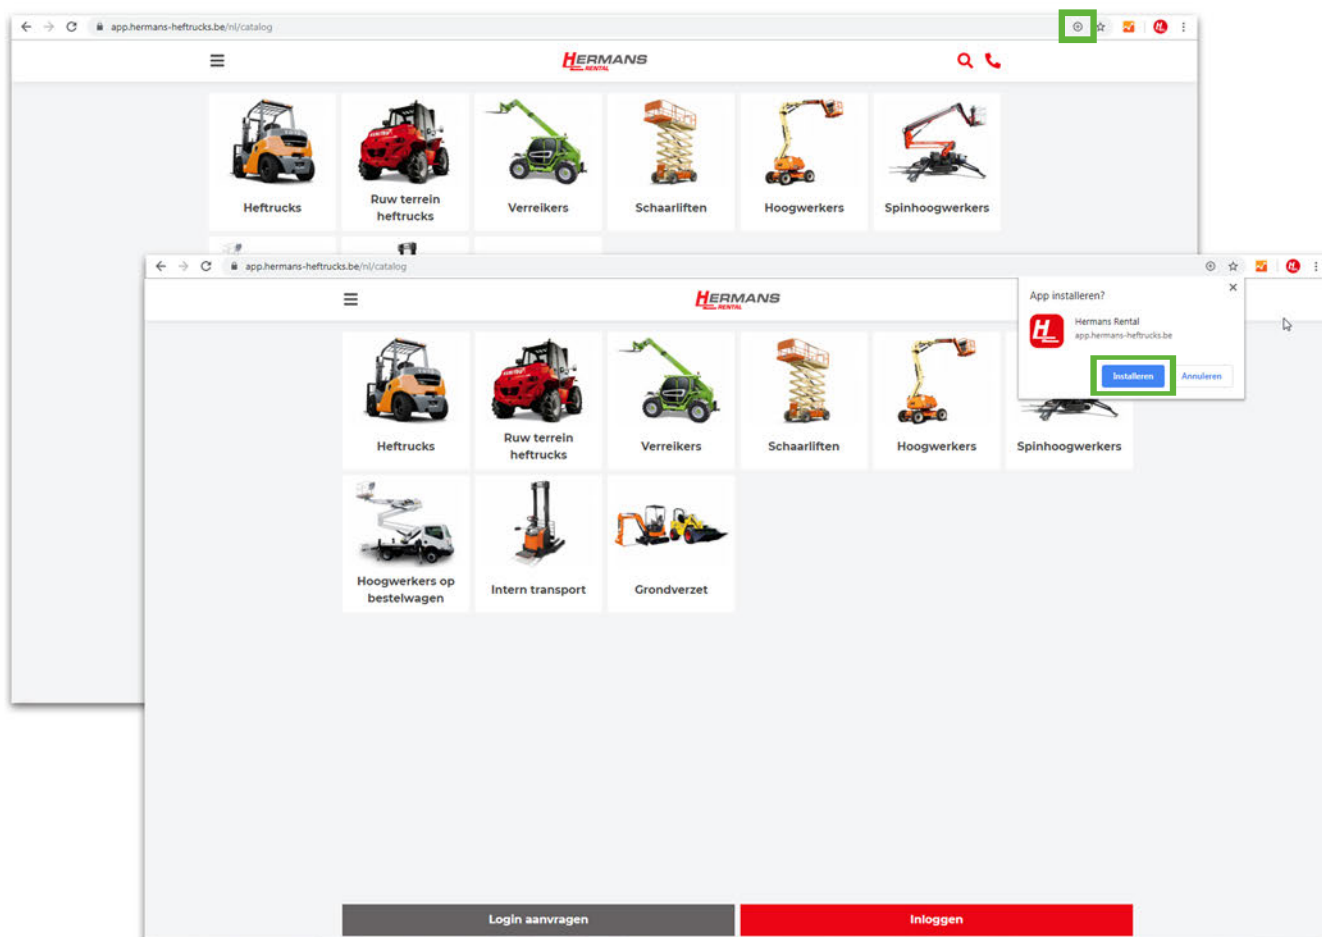 app.hermans-heftrucks.be/nl/catalog
HERMANS
RENTAL
Heftrucks
Ruw terrein
heftrucks
Verreikers
Schaarliften
Hoogwerkers
Spinhoogwerkers
app.hermans-heftrucks.be/nl/catalog
HERMANS
RENTAL
App installeren?
Hermans Rental
app.hermans-heftrucks.be
Installeren
Annuleren
Heftrucks
Ruw terrein
heftrucks
Verreikers
Schaarliften
Hoogwerkers
Spinhoogwerkers
Hoogwerkers op
bestelwagen
Intern transport
Grondverzet
Login aanvragen
Inloggen